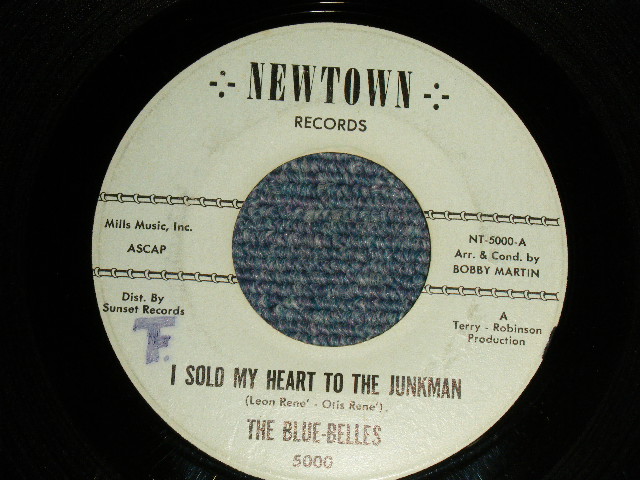 NEWTOWN
RECORDS
Mills Music, Inc.
ASCAP
NT-5000-A
Arr. & Cond. by
BOBBY MARTIN
Dist. By
Sunset Records
A
Terry - Robinson
Production
T.F.
I SOLD MY HEART TO THE JUNKMAN
(Leon Rene' - Otis Rene')
THE BLUE-BELLES
5000